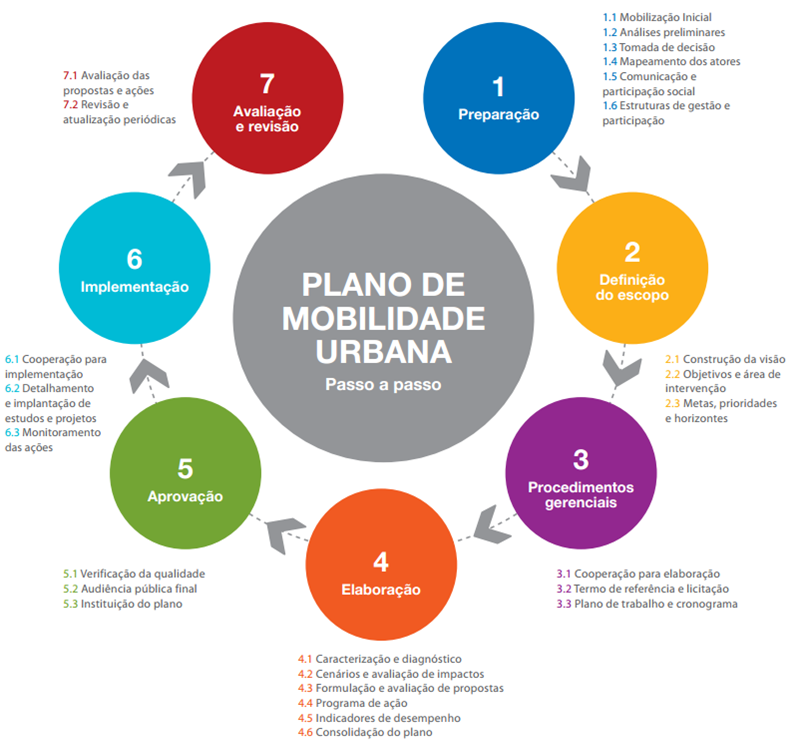 PLANO DE
MOBILIDADE
URBANA
Passo a passo
1
Preparação
1.1 Mobilização Inicial
1.2 Análises preliminares
1.3 Tomada de decisão
1.4 Mapeamento dos atores
1.5 Comunicação e
participação social
1.6 Estruturas de gestão e
participação
2
Definição
do escopo
2.1 Construção da visão
2.2 Objetivos e área de
intervenção
2.3 Metas, prioridades
e horizontes
3
Procedimentos
gerenciais
3.1 Cooperação para elaboração
3.2 Termo de referência e licitação
3.3 Plano de trabalho e cronograma
4
Elaboração
4.1 Caracterização e diagnóstico
4.2 Cenários e avaliação de impactos
4.3 Formulação e avaliação de propostas
4.4 Programa de ação
4.5 Indicadores de desempenho
4.6 Consolidação do plano
5
Aprovação
5.1 Verificação da qualidade
5.2 Audiência pública final
5.3 Instituição do plano
6
Implementação
6.1 Cooperação para
implementação
6.2 Detalhamento
e implantação de
estudos e projetos
6.3 Monitoramento
das ações
7
Avaliação
e revisão
7.1 Avaliação das
propostas e ações
7.2 Revisão e
atualização periódicas